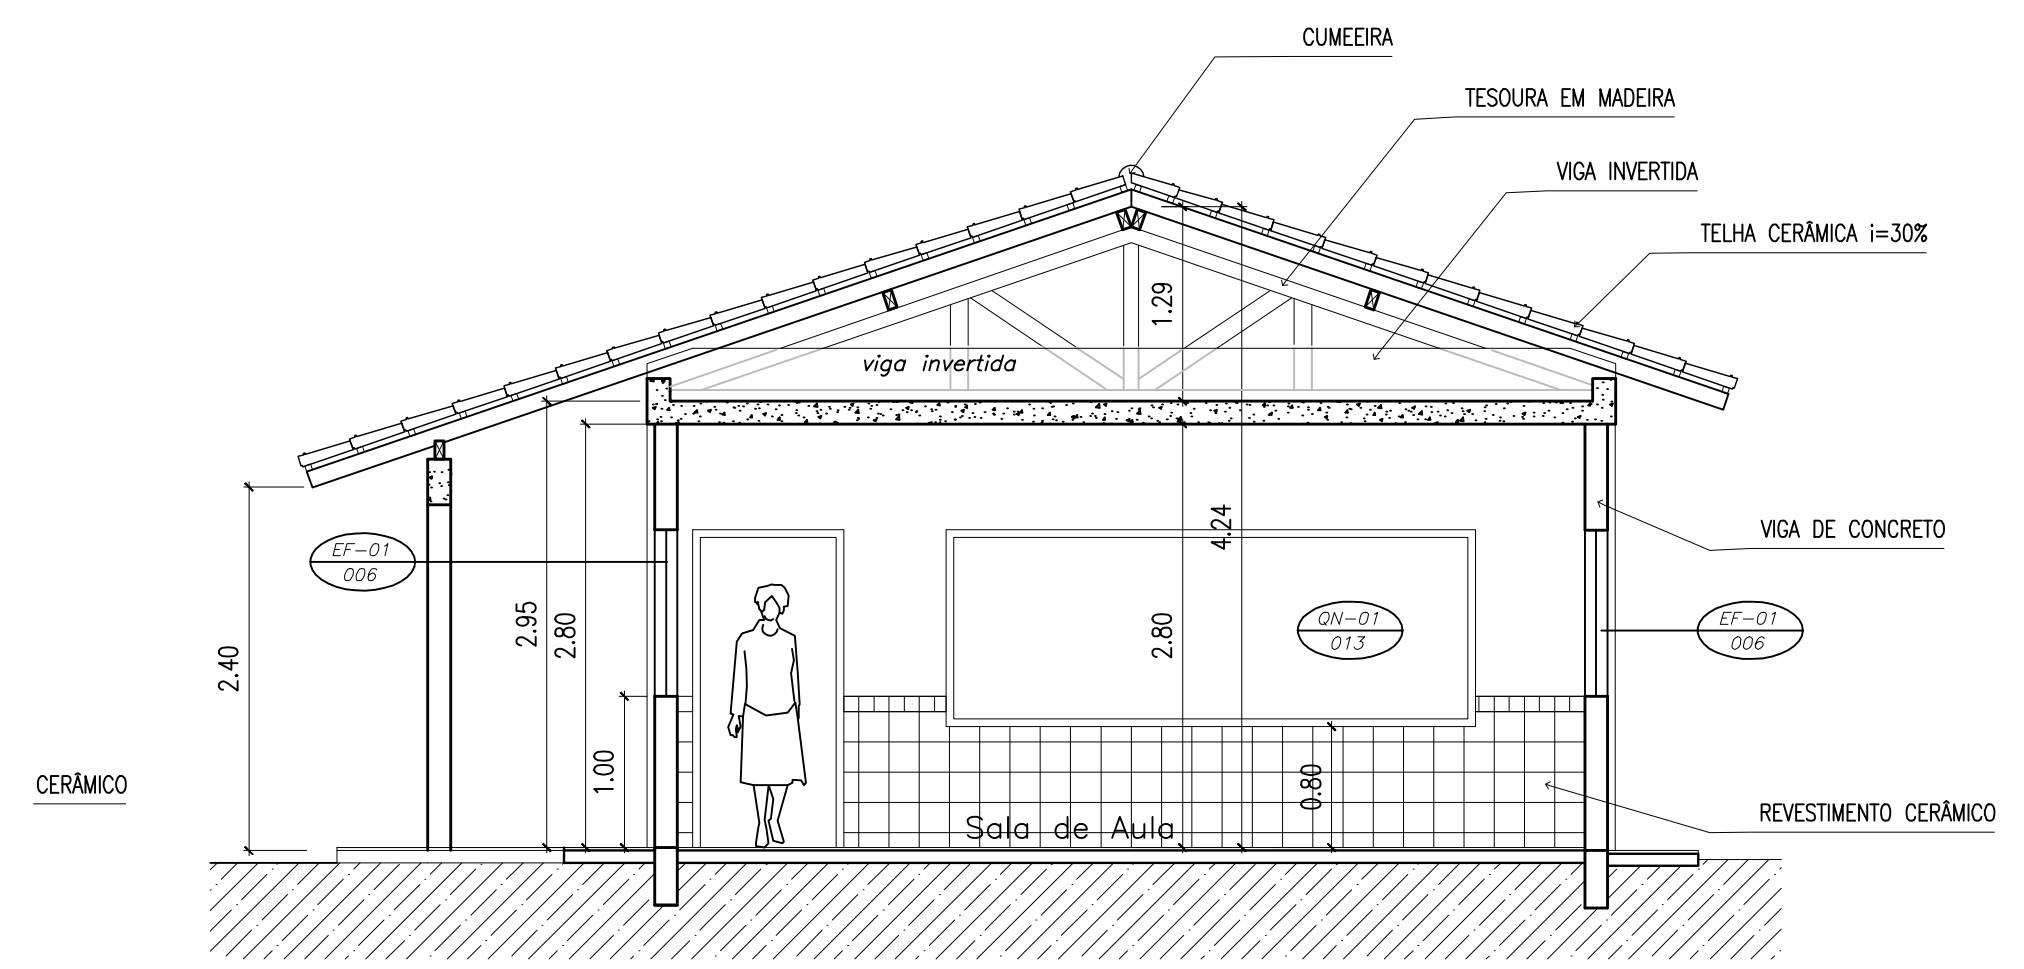 CUMEEIRA
TESOURA EM MADEIRA
VIGA INVERTIDA
TELHA CERÂMICA i=30%
1.29
viga invertida
4.24
VIGA DE CONCRETO
EF-01
006
2.95
2.80
2.80
QN-01
013
EF-01
006
2.40
1.00
0.80
CERÂMICO
REVESTIMENTO CERÂMICO
Sala de Aula